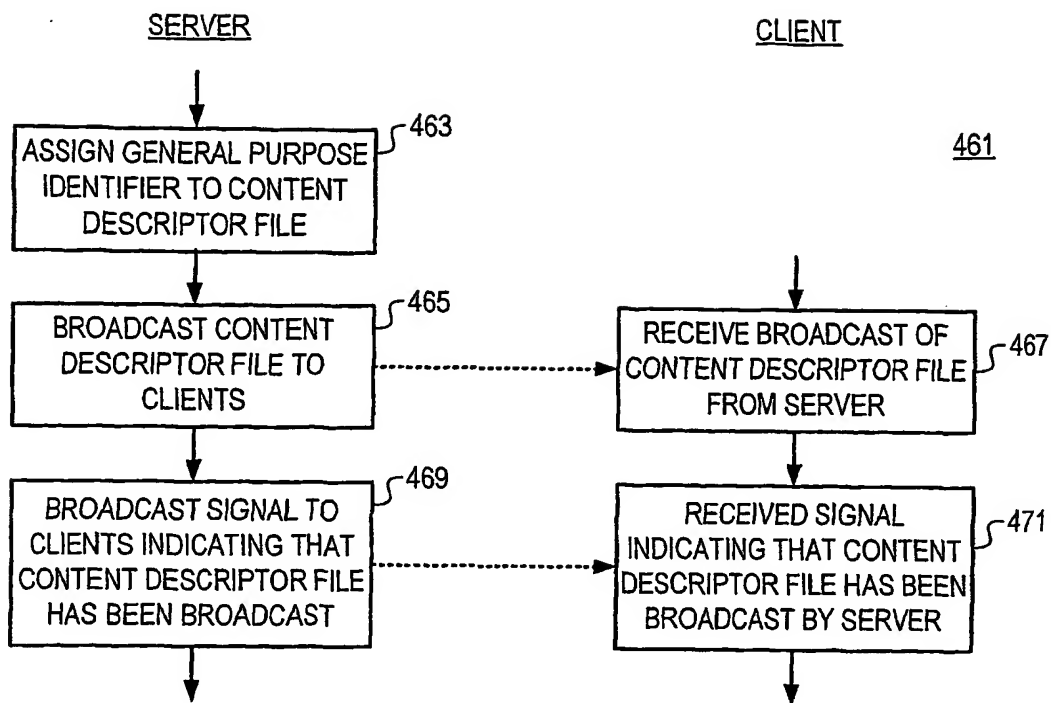 SERVER
CLIENT
463
ASSIGN GENERAL PURPOSE
IDENTIFIER TO CONTENT
DESCRIPTOR FILE
461
465
BROADCAST CONTENT
DESCRIPTOR FILE TO
CLIENTS
RECEIVE BROADCAST OF
CONTENT DESCRIPTOR FILE
FROM SERVER
467
469
BROADCAST SIGNAL TO
CLIENTS INDICATING THAT
CONTENT DESCRIPTOR FILE
HAS BEEN BROADCAST
RECEIVED SIGNAL
INDICATING THAT CONTENT
DESCRIPTOR FILE HAS BEEN
BROADCAST BY SERVER
471